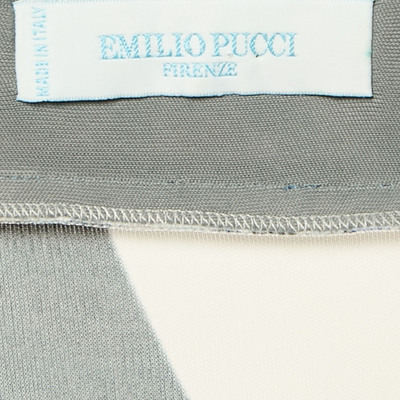 MADE IN ITALY
EMILIO PUCCI
FIRENZE